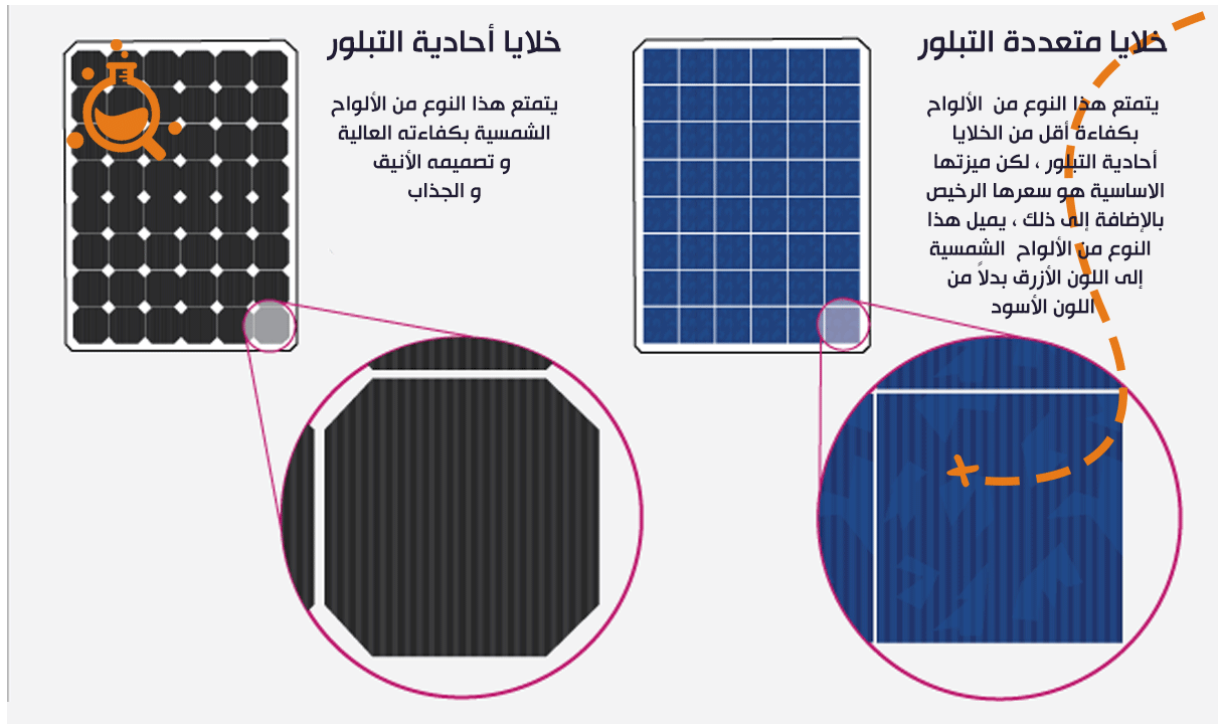 خلايا متعددة التبلور
يتمتع هذا النوع من الألواح
بكفاءة أقل من الخلايا
أحادية التبلور ، لكن ميزتها
الاساسية هو سعرها الرخيص
بالإضافة إلى ذلك ، يميل هذا
النوع من الألواح الشمسية
إلى اللون الأزرق بدلاً من
اللون الأسود
خلايا أحادية التبلور
يتمتع هذا النوع من الألواح
الشمسية بكفاءته العالية
و تصميمه الأنيق
و الجذاب